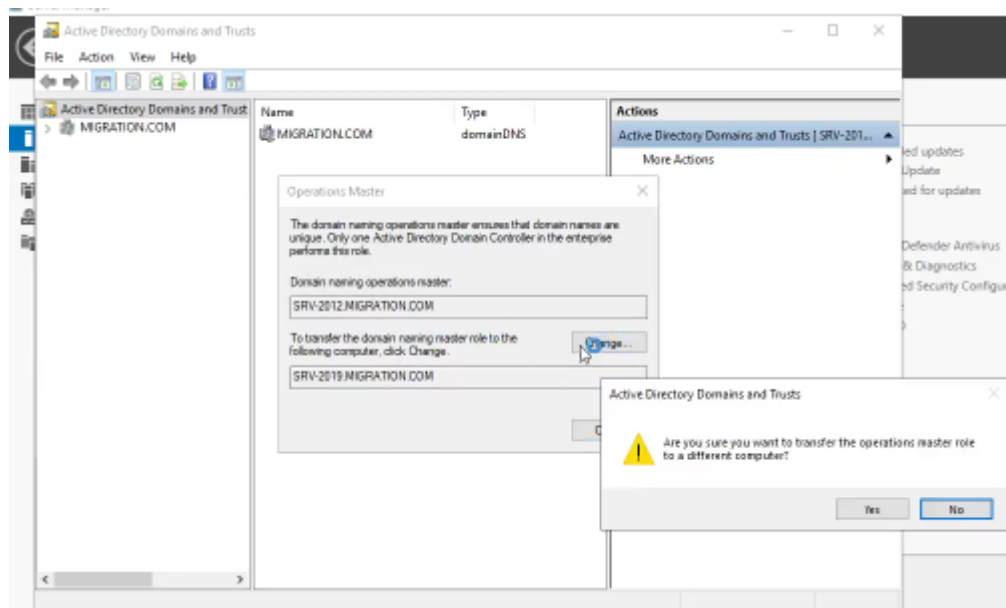 Active Directory Domains and Trusts
File Action View Help
Active Directory Domains and Trust
MIGRATION.COM
Name Type
MIGRATION.COM domainDNS
Actions
Active Directory Domains and Trusts [ SRV-201...
More Actions
Operations Master
The domain naming operations master ensures that domain names are
unique. Only one Active Directory Domain Controller in the enterprise
performs this role.
Domain naming operations master:
SRV-2012.MIGRATION.COM
To transfer the domain naming master role to the
following computer, click Change.
Change...
SRV-2019.MIGRATION.COM
Active Directory Domains and Trusts
Are you sure you want to transfer the operations master role
to a different computer?
Yes No
updates
Update
for updates
Defender Antivirus
& Diagnostics
Security